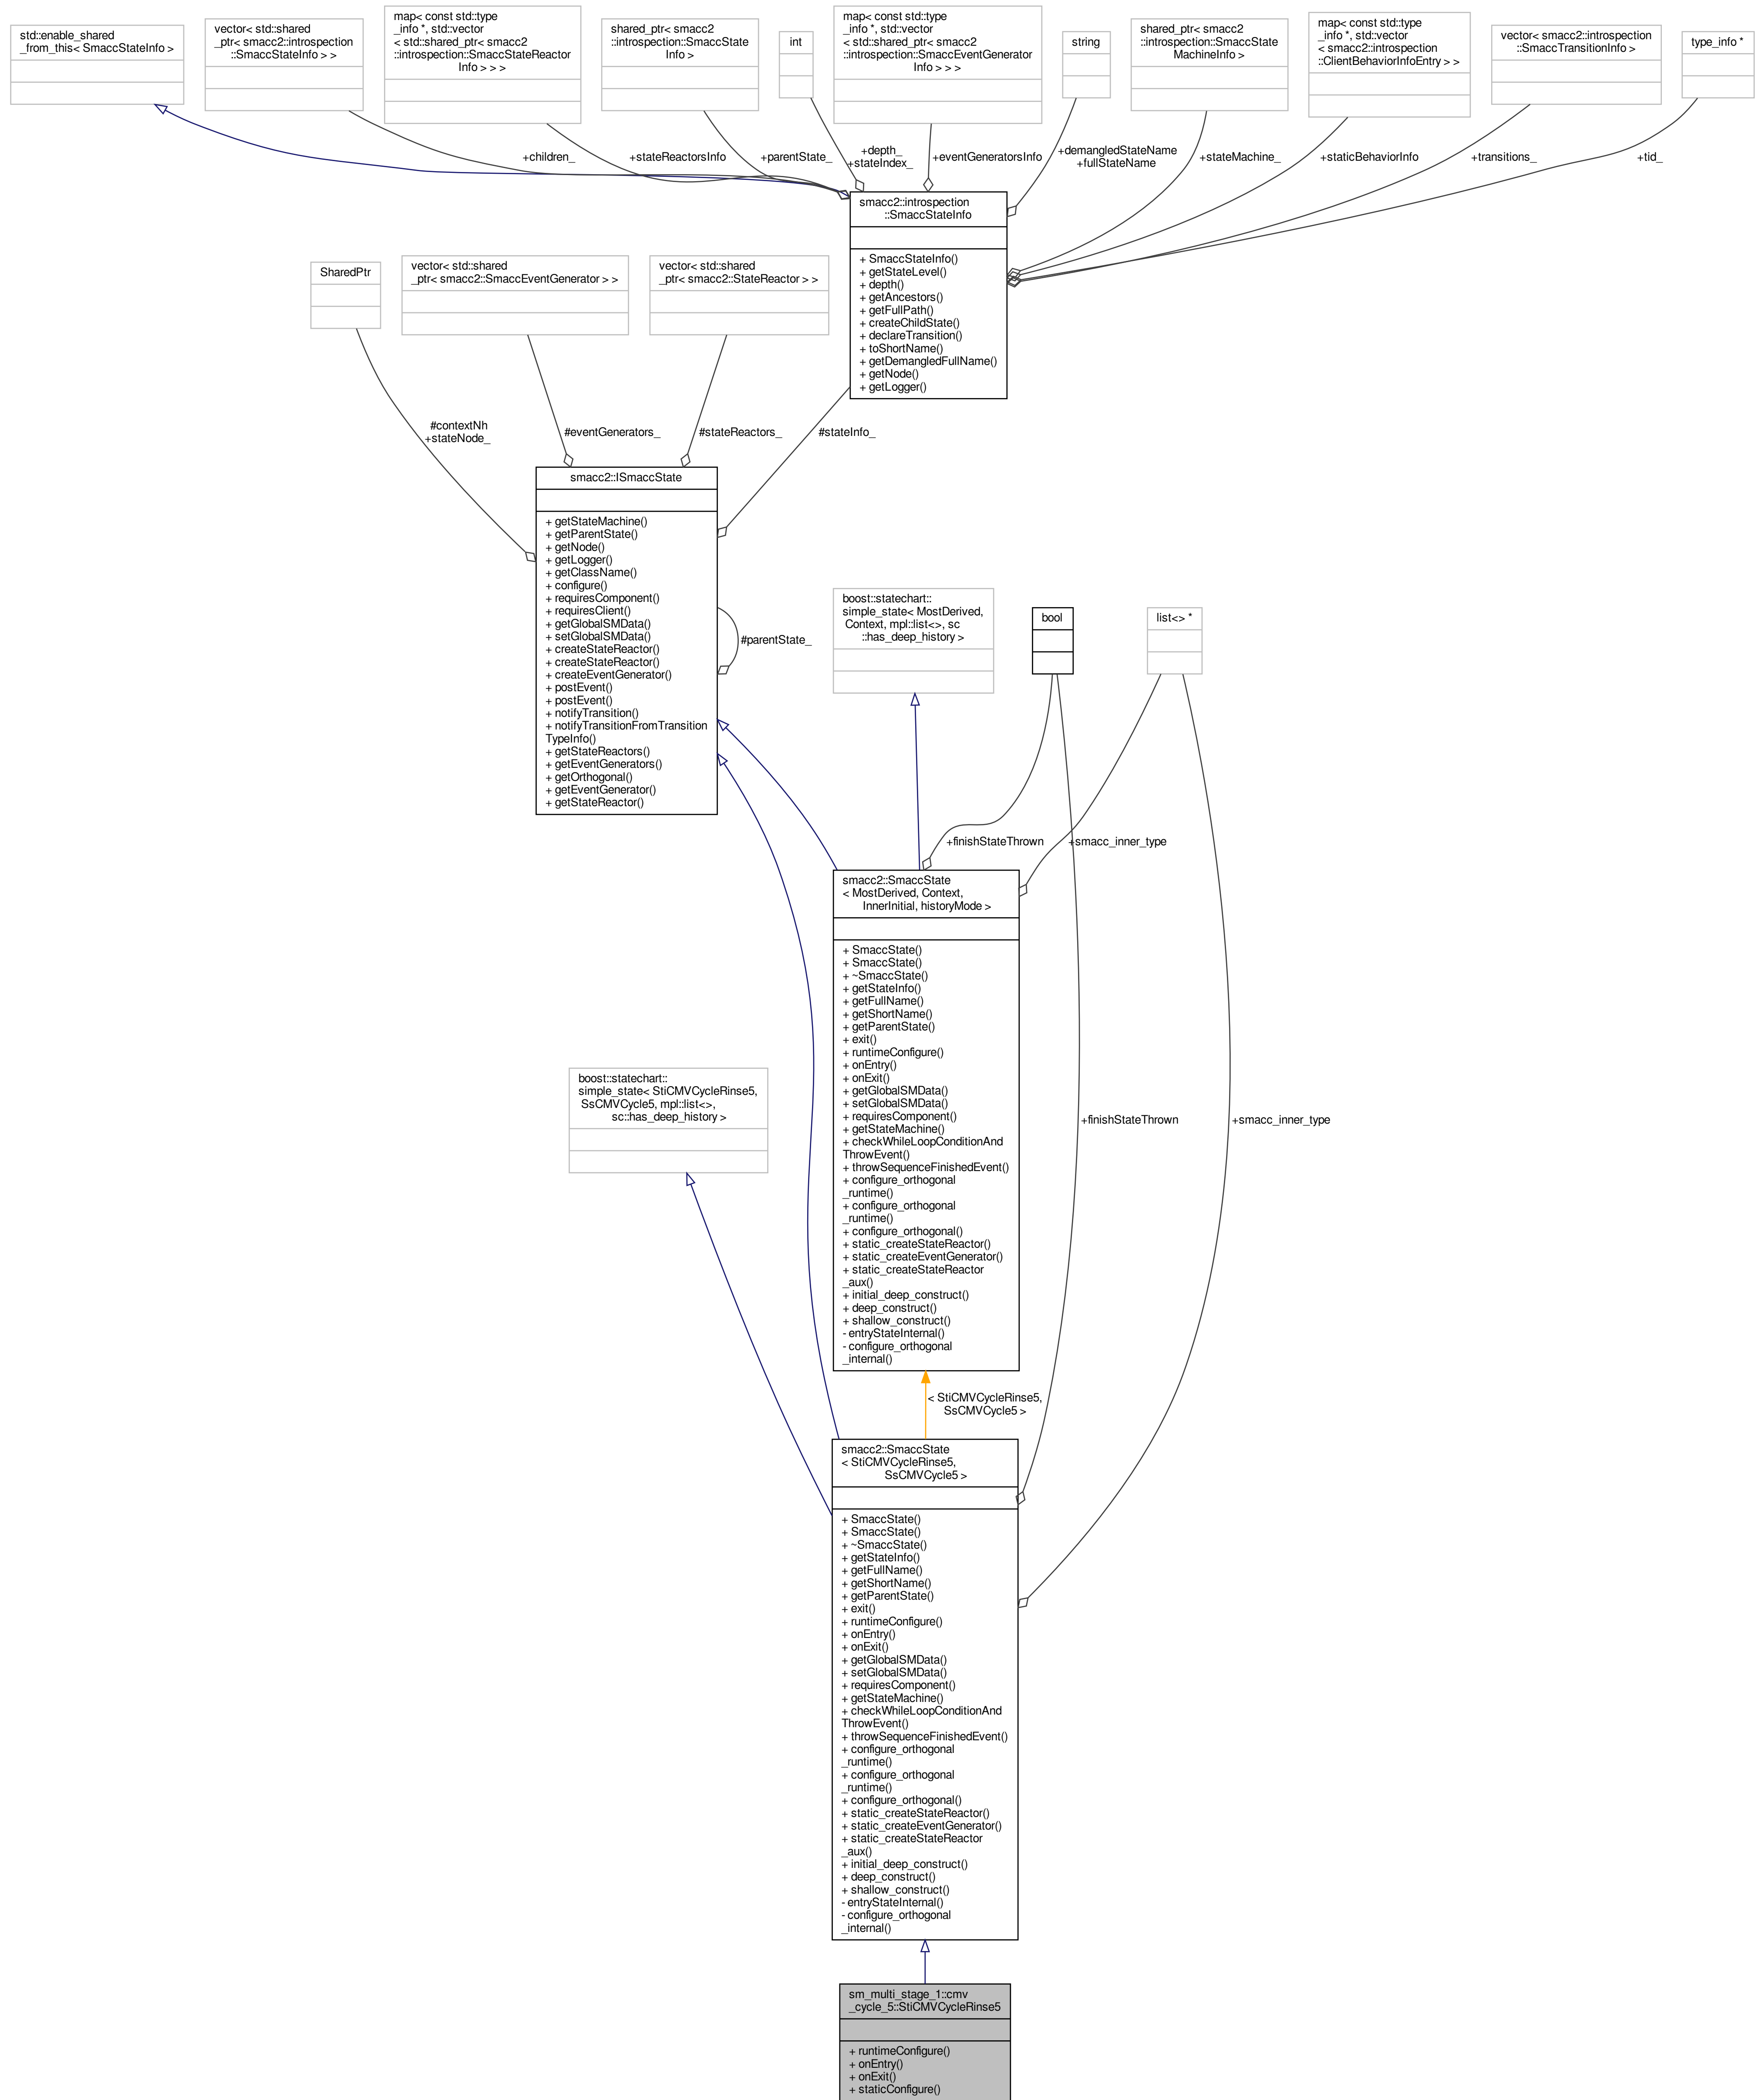 std::enable_shared
_from_this< SmaccStateInfo >
vector< std::shared
_ptr< smacc2::introspection
::SmaccStateInfo > >
map< const std::type
_info *, std::vector
< std::shared_ptr< smacc2
::introspection::SmaccStateReactor
Info > > >
shared_ptr< smacc2
::introspection::SmaccState
Info >
int
map< const std::type
_info *, std::vector
< std::shared_ptr< smacc2
::introspection::SmaccEventGenerator
Info > > >
string
shared_ptr< smacc2
::introspection::SmaccState
MachineInfo >
map< const std::type
_info *, std::vector
< smacc2::introspection
::ClientBehaviorInfoEntry > >
vector< smacc2::introspection
::SmaccTransitionInfo >
type_info *
+children_
+stateReactorsInfo
+parentState_
+depth_
+stateIndex_
+eventGeneratorsInfo
+demangledStateName
+fullStateName
+stateMachine_
+staticBehaviorInfo
+transitions_
+tid_
smacc2::introspection
::SmaccStateInfo
+ SmaccStateInfo()
+ getStateLevel()
+ depth()
+ getAncestors()
+ getFullPath()
+ createChildState()
+ declareTransition()
+ toShortName()
+ getDemangledFullName()
+ getNode()
+ getLogger()
SharedPtr
vector< std::shared
_ptr< smacc2::SmaccEventGenerator > >
vector< std::shared
_ptr< smacc2::StateReactor > >
#contextNh
+stateNode_
#eventGenerators_
#stateReactors_
#stateInfo_
smacc2::ISmaccState
+ getStateMachine()
+ getParentState()
+ getNode()
+ getLogger()
+ getClassName()
+ configure()
+ requiresComponent()
+ requiresClient()
+ getGlobalSMData()
+ setGlobalSMData()
+ createStateReactor()
+ createStateReactor()
+ createEventGenerator()
+ postEvent()
+ postEvent()
+ notifyTransition()
+ notifyTransitionFromTransition
TypeInfo()
+ getStateReactors()
+ getEventGenerators()
+ getOrthogonal()
+ getEventGenerator()
+ getStateReactor()
#parentState_
boost::statechart::
simple_state< MostDerived,
Context, mpl::list<>, sc
::has_deep_history >
bool
list<> *
+finishStateThrown
+smacc_inner_type
smacc2::SmaccState
< MostDerived, Context,
InnerInitial, historyMode >
+ SmaccState()
+ SmaccState()
+ ~SmaccState()
+ getStateInfo()
+ getFullName()
+ getShortName()
+ getParentState()
+ exit()
+ runtimeConfigure()
+ onEntry()
+ onExit()
+ getGlobalSMData()
+ setGlobalSMData()
+ requiresComponent()
+ getStateMachine()
+ checkWhileLoopConditionAnd
ThrowEvent()
+ throwSequenceFinishedEvent()
+ configure_orthogonal
_runtime()
+ configure_orthogonal
_runtime()
+ configure_orthogonal()
+ static_createStateReactor()
+ static_createEventGenerator()
+ static_createStateReactor
_aux()
+ initial_deep_construct()
+ deep_construct()
+ shallow_construct()
- entryStateInternal()
- configure_orthogonal
_internal()
boost::statechart::
simple_state< StiCMVCycleRinse5,
SsCMVCycle5, mpl::list<>,
sc::has_deep_history >
+finishStateThrown
+smacc_inner_type
< StiCMVCycleRinse5,
SsCMVCycle5 >
smacc2::SmaccState
< StiCMVCycleRinse5,
SsCMVCycle5 >
+ SmaccState()
+ SmaccState()
+ ~SmaccState()
+ getStateInfo()
+ getFullName()
+ getShortName()
+ getParentState()
+ exit()
+ runtimeConfigure()
+ onEntry()
+ onExit()
+ getGlobalSMData()
+ setGlobalSMData()
+ requiresComponent()
+ getStateMachine()
+ checkWhileLoopConditionAnd
ThrowEvent()
+ throwSequenceFinishedEvent()
+ configure_orthogonal
_runtime()
+ configure_orthogonal
_runtime()
+ configure_orthogonal()
+ static_createStateReactor()
+ static_createEventGenerator()
+ static_createStateReactor
_aux()
+ initial_deep_construct()
+ deep_construct()
+ shallow_construct()
- entryStateInternal()
- configure_orthogonal
_internal()
sm_multi_stage_1::cmv
_cycle_5::StiCMVCycleRinse5
+ runtimeConfigure()
+ onEntry()
+ onExit()
+ staticConfigure()